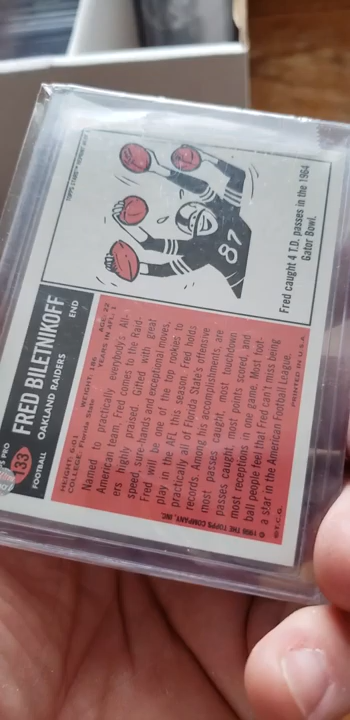 S PRO
FOOTBALL
133
FRED BILETNIKOFF
OAKLAND RAIDERS
END
HEIGHT: 6-01 WEIGHT: 186 AGE: 22
COLLEGE: State YEARS IN AFL: 1
Named to practically everybody's All-
American team, Fred comes to the Raid-
ers highly praised. Gifted with great
speed, sure-hands and exceptional moves,
Fred will be one of the top rookies to
play in the AFL this season. Fred holds
practically all of Florida State's offensive
records. Among his accomplishments, are
most passes caught, most touchdown
passes caught, most points scored, and
most receptions in one game. Most foot-
ball people feel that Fred can't miss being
a star in the American Football League.
© 1998 THE TOPPS COMPANY, INC.
©T.C.G. PRINTED IN U.S.A.
TOPPS STARS™ REPRINT
87
Fred caught 4 T.D. passes in the 1964
Gator Bowl.